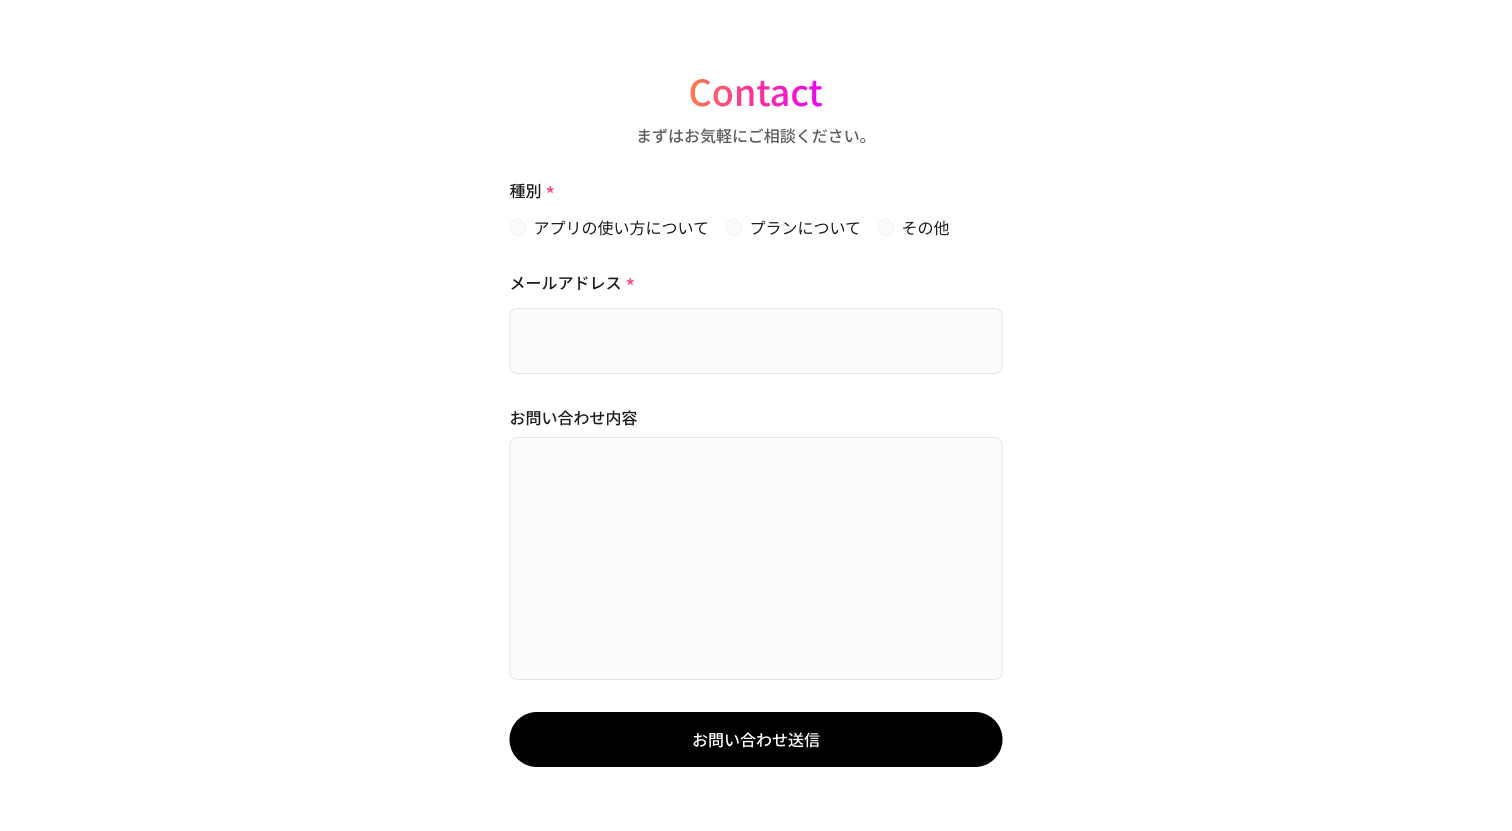 Contact
まずはお気軽にご相談ください。
種別 *
アプリの使い方について プランについて その他
メールアドレス *
お問い合わせ内容
お問い合わせ送信